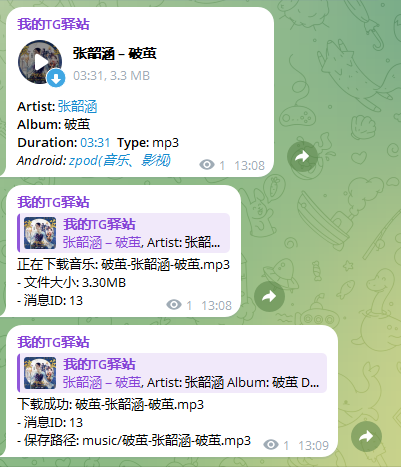 我的TG驿站
张韶涵 – 破茧
03:31, 3.3 MB
Artist: 张韶涵
Album: 破茧
Duration: 03:31 Type: mp3
Android: zpod(音乐、影视)
1 13:08
我的TG驿站
我的TG驿站
张韶涵 – 破茧, Artist: 张韶...
正在下载音乐: 破茧-张韶涵-破茧.mp3
- 文件大小: 3.30MB
- 消息ID: 13
1 13:08
我的TG驿站
我的TG驿站
张韶涵 – 破茧, Artist: 张韶涵 Album: 破茧 D...
下载成功: 破茧-张韶涵-破茧.mp3
- 消息ID: 13
- 保存路径: music/破茧-张韶涵-破茧.mp3
1 13:09